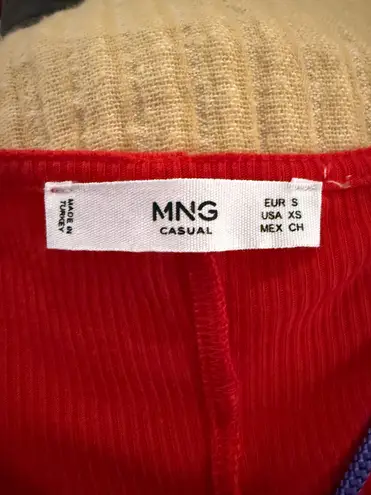 MADE IN
TURKEY
MNG
CASUAL
EUR S
USA XS
MEX CH